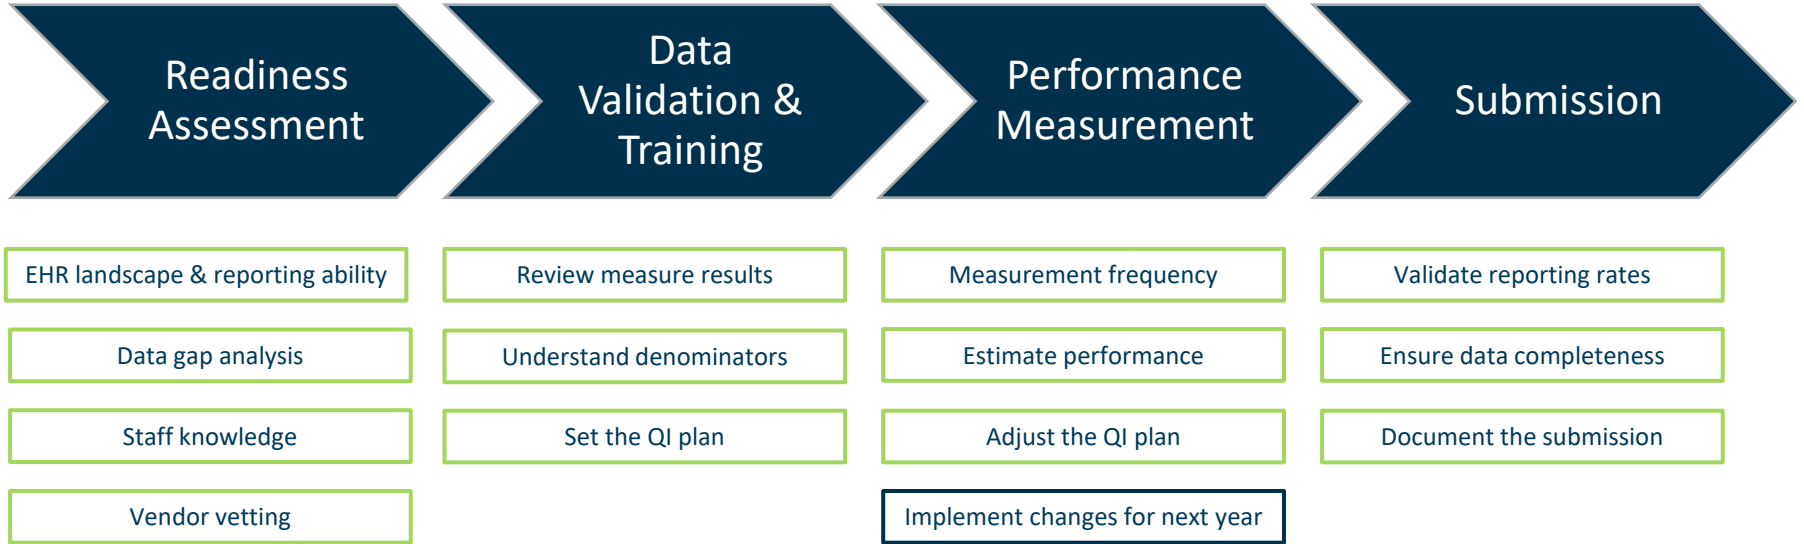 Readiness
Assessment
Data
Validation &
Training
Performance
Measurement
Submission
EHR landscape & reporting ability
Data gap analysis
Staff knowledge
Vendor vetting
Review measure results
Understand denominators
Set the QI plan
Measurement frequency
Estimate performance
Adjust the QI plan
Implement changes for next year
Validate reporting rates
Ensure data completeness
Document the submission